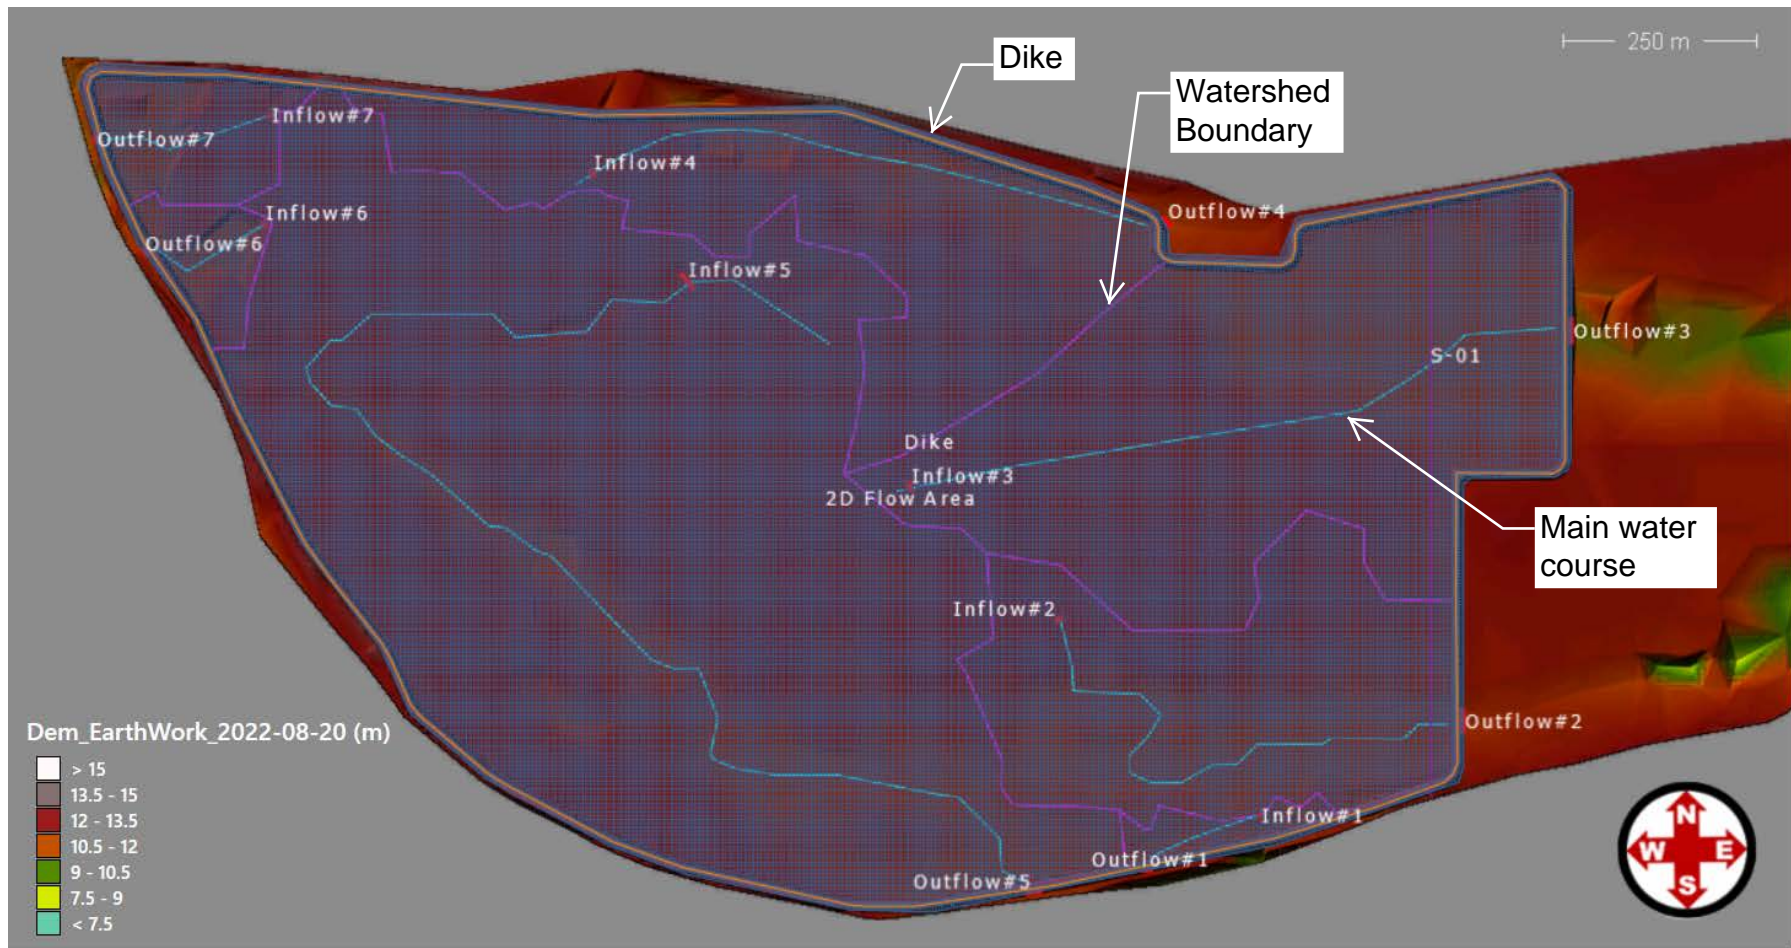 250 m
Dike
Watershed
Boundary
Inflow#7
Outflow#7
Inflow#4
Inflow#6
Outflow#4
Outflow#6
Inflow#5
Outflow#3
S-01
Dike
Inflow#3
2D Flow Area
Main water
course
Inflow#2
Outflow#2
Dem_EarthWork_2022-08-20 (m)
> 15
13.5 - 15
12 - 13.5
10.5 - 12
9 - 10.5
7.5 - 9
< 7.5
Inflow#1
Outflow#1
Outflow#5
N
W E
S